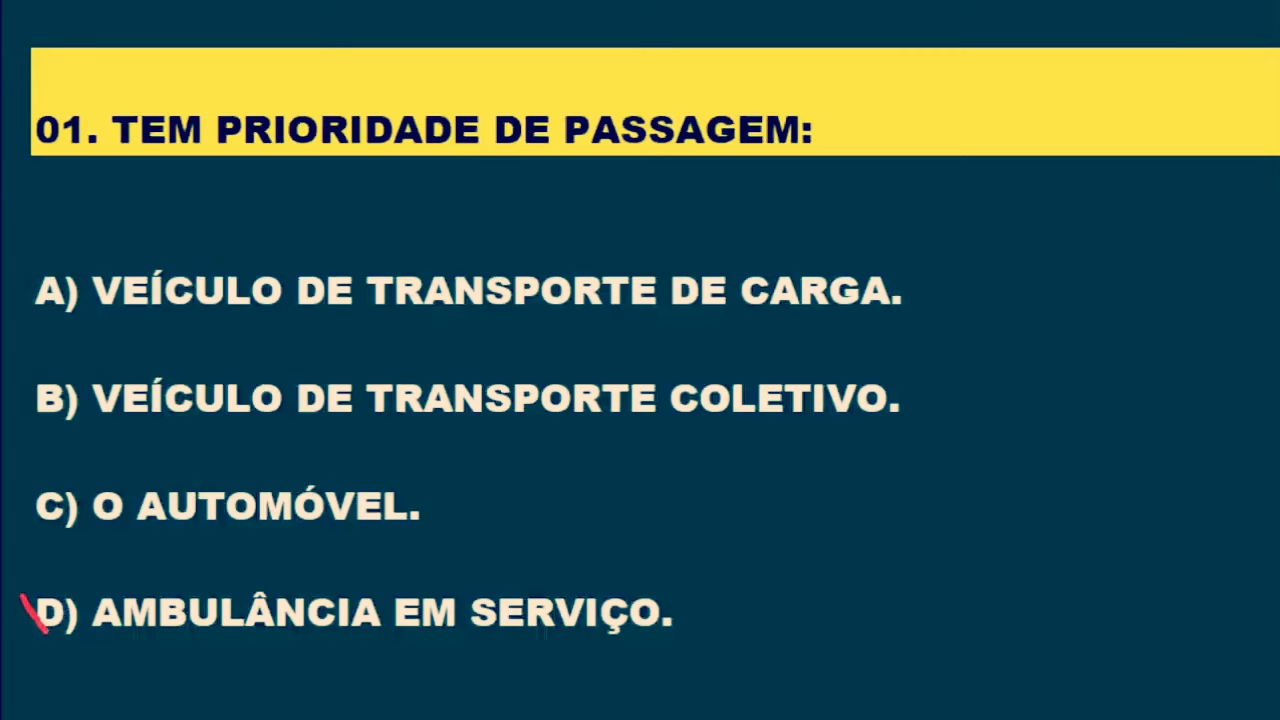 01. TEM PRIORIDADE DE PASSAGEM:
A) VEÍCULO DE TRANSPORTE DE CARGA.
B) VEÍCULO DE TRANSPORTE COLETIVO.
C) O AUTOMÓVEL.
D) AMBULÂNCIA EM SERVIÇO.